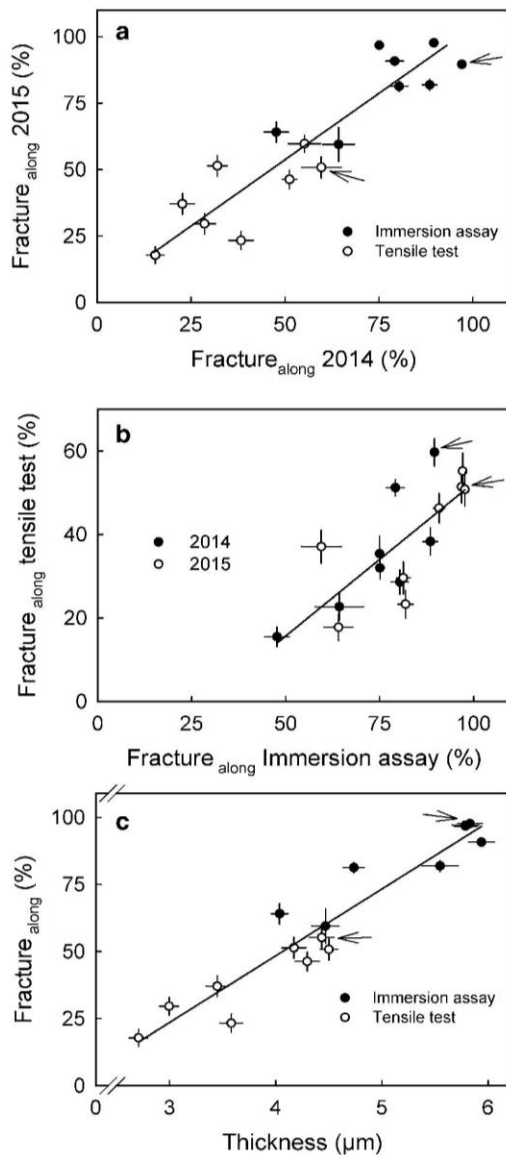 a
100
75
50
25
0
Fracture along 2015 (%)
Immersion assay
Tensile test
0 25 50 75 100
Fracture along 2014 (%)
b
60
40
20
0
Fracture along tensile test (%)
2014
2015
0 25 50 75 100
Fracture along Immersion assay (%)
c
100
75
50
25
0
Fracture along (%)
Immersion assay
Tensile test
0 3 4 5 6
Thickness (µm)